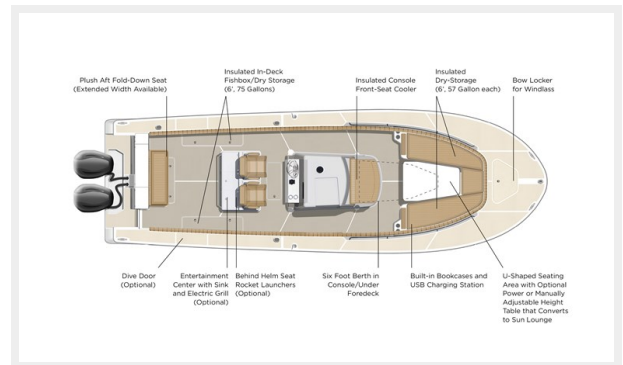 Plush Aft Fold-Down Seat
(Extended Width Available)
Insulated In-Deck
Fishbox/Dry Storage
(6', 75 Gallons)
Insulated Console
Front-Seat Cooler
Insulated
Dry-Storage
(6', 57 Gallon each)
Bow Locker
for Windlass
Dive Door
(Optional)
Entertainment
Center with Sink
and Electric Grill
(Optional)
Behind Helm Seat
Rocket Launchers
(Optional)
Six Foot Berth in
Console/Under
Foredeck
Built-in Bookcases and
USB Charging Station
U-Shaped Seating
Area with Optional
Power or Manually
Adjustable Height
Table that Converts
to Sun Lounge